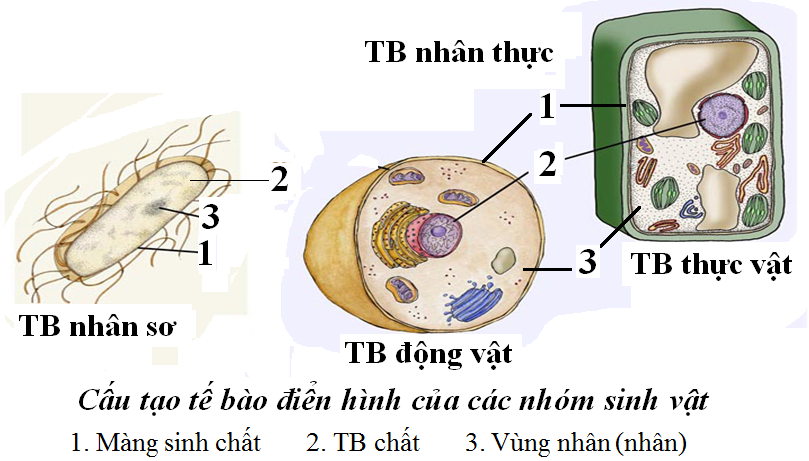 TB nhân thực
1
2
3
2
3
1
TB nhân sơ
TB động vật
TB thực vật
Cấu tạo tế bào điển hình của các nhóm sinh vật
1. Màng sinh chất 2. TB chất 3. Vùng nhân (nhân)